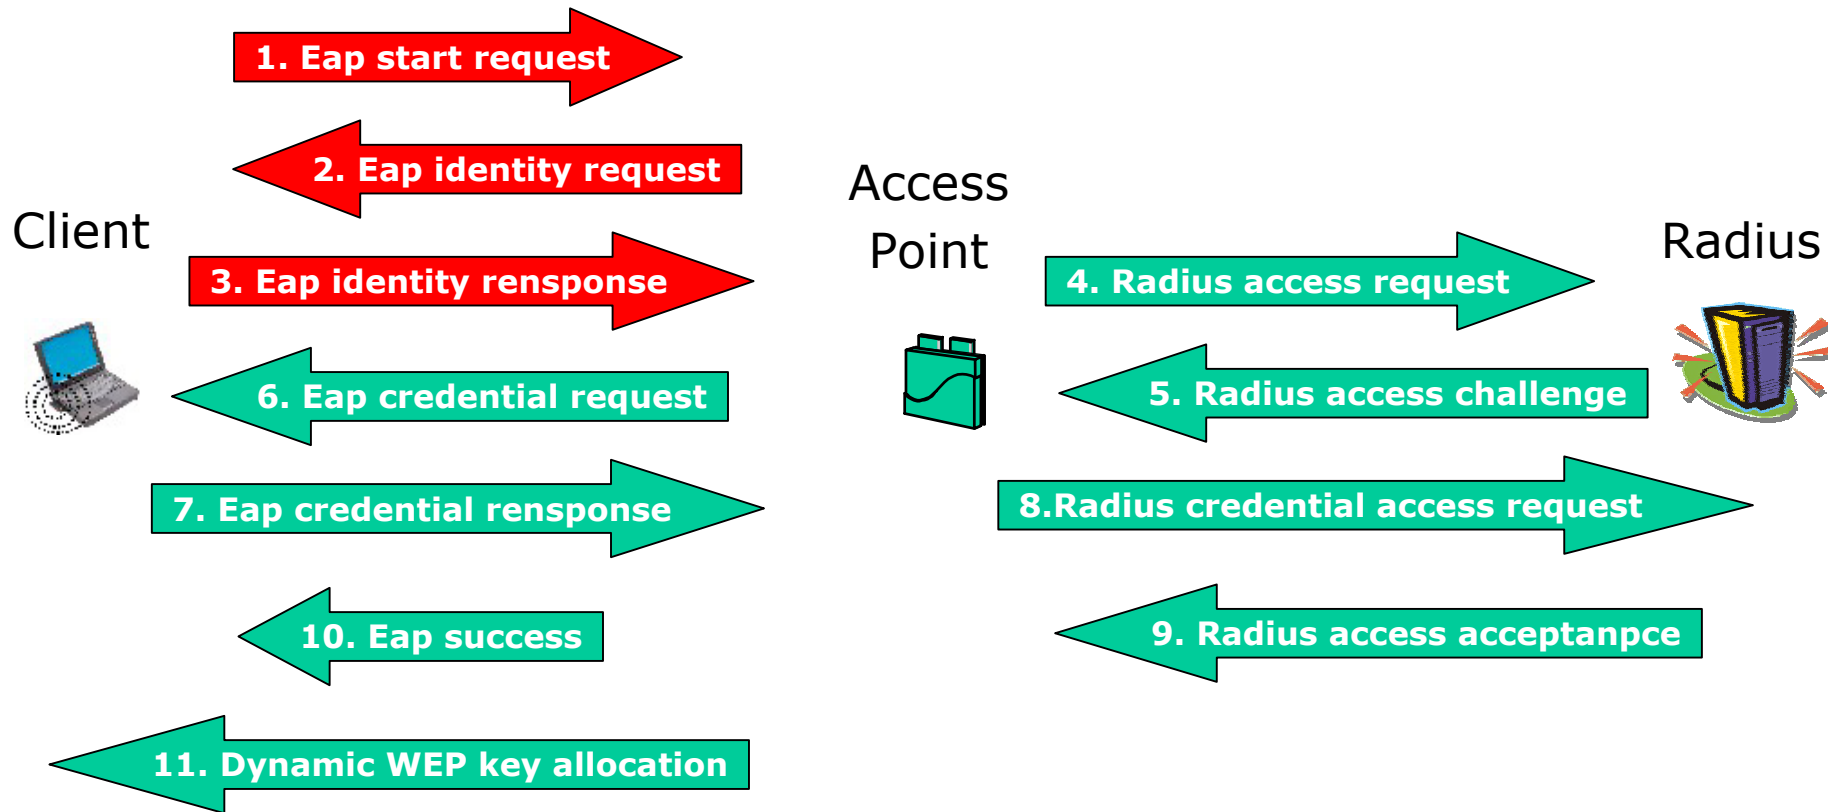 1. Eap start request
2. Eap identity request
Access
Point
Client
Radius
3. Eap identity rensponse
4. Radius access request
6. Eap credential request
5. Radius access challenge
7. Eap credential rensponse
8.Radius credential access request
10. Eap success
9. Radius access acceptanpce
11. Dynamic WEP key allocation